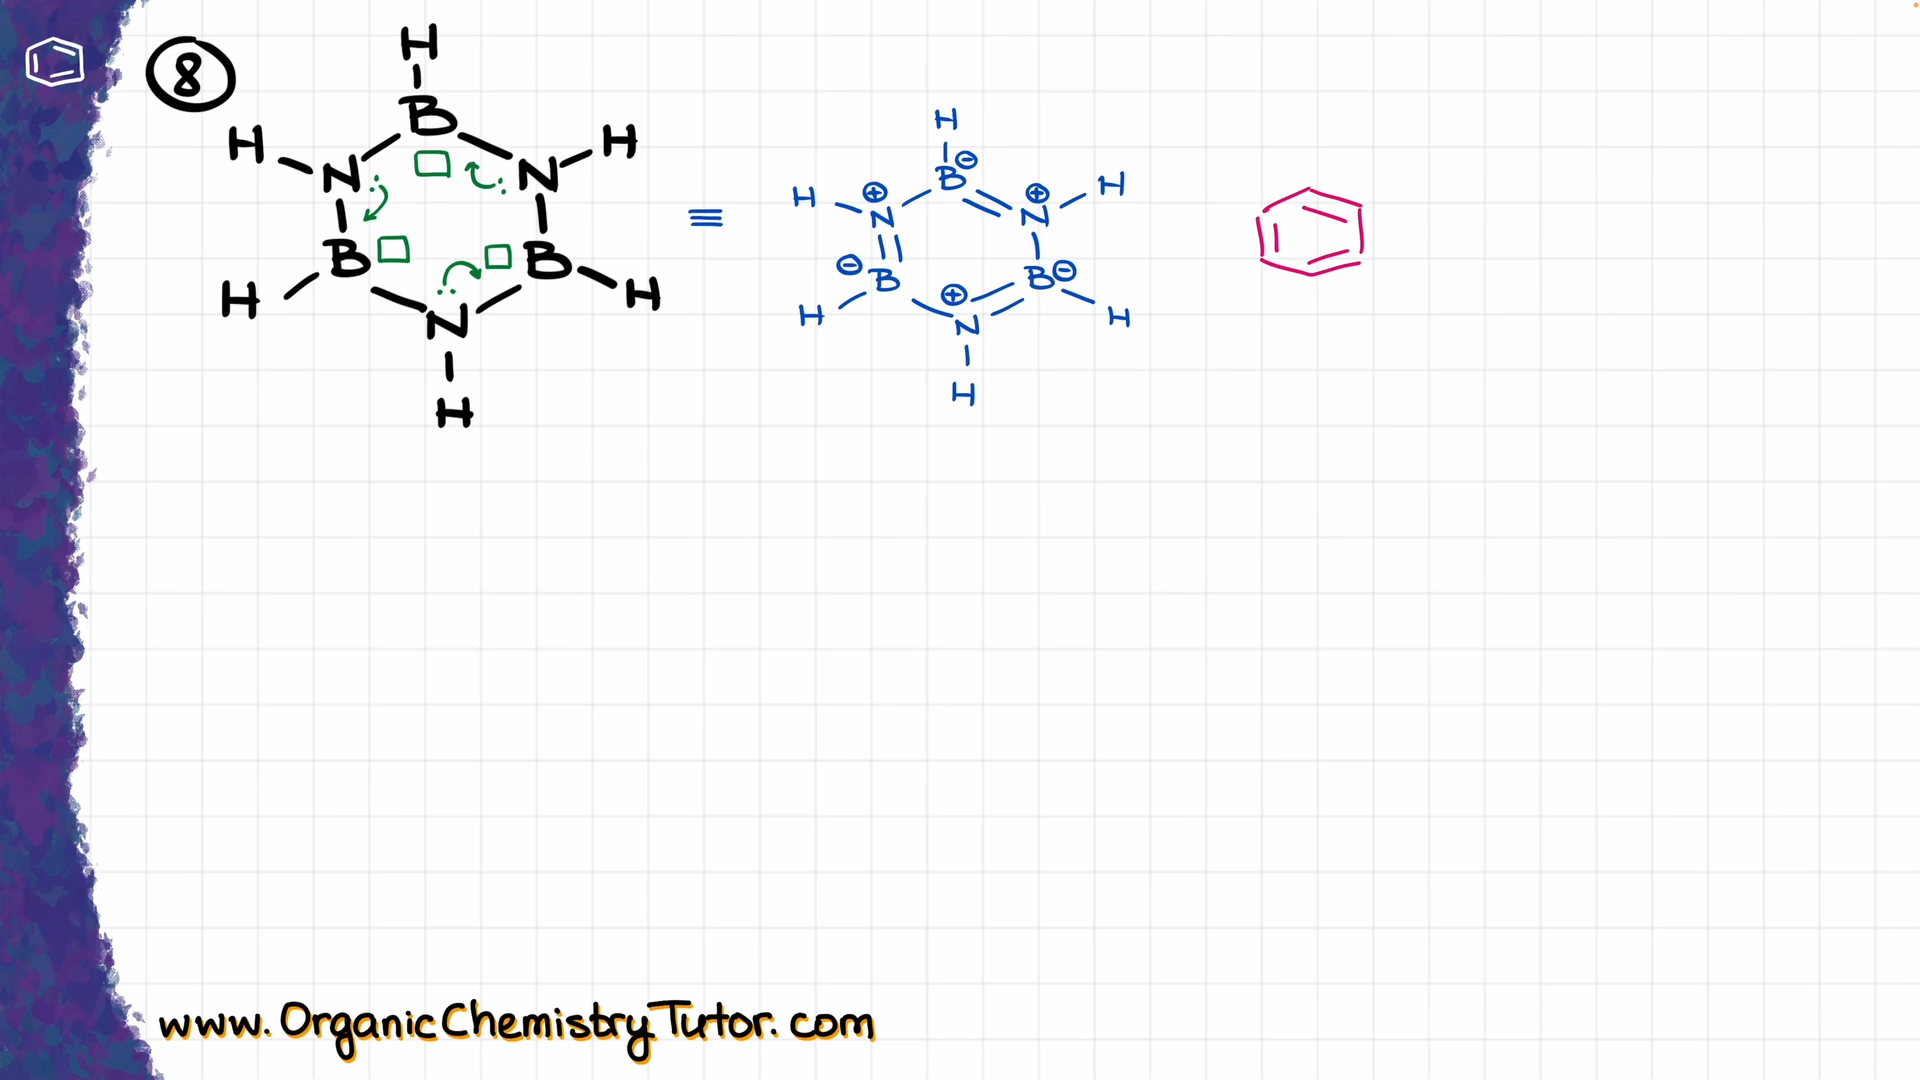 8
H
B
H N N H
B B
H N H
H
≡
H
B ⊖
H N ⊕ ⊕ N H
⊖ B B ⊖
H ⊕ N H
H
www.OrganicChemistryTutor.com